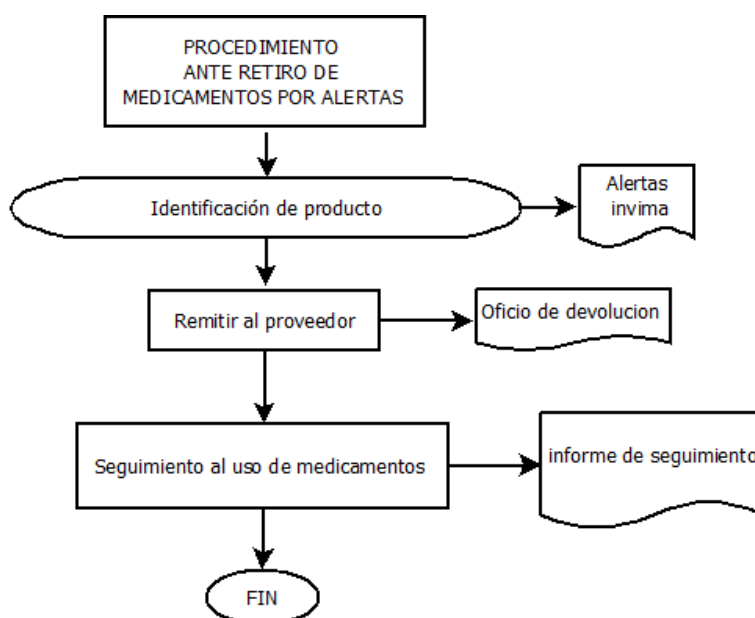 PROCEDIMIENTO
ANTE RETIRO DE
MEDICAMENTOS POR ALERTAS
Identificación de producto
Alertas
invima
Remitir al proveedor
Oficio de devolucion
Seguimiento al uso de medicamentos
informe de seguimiento
FIN